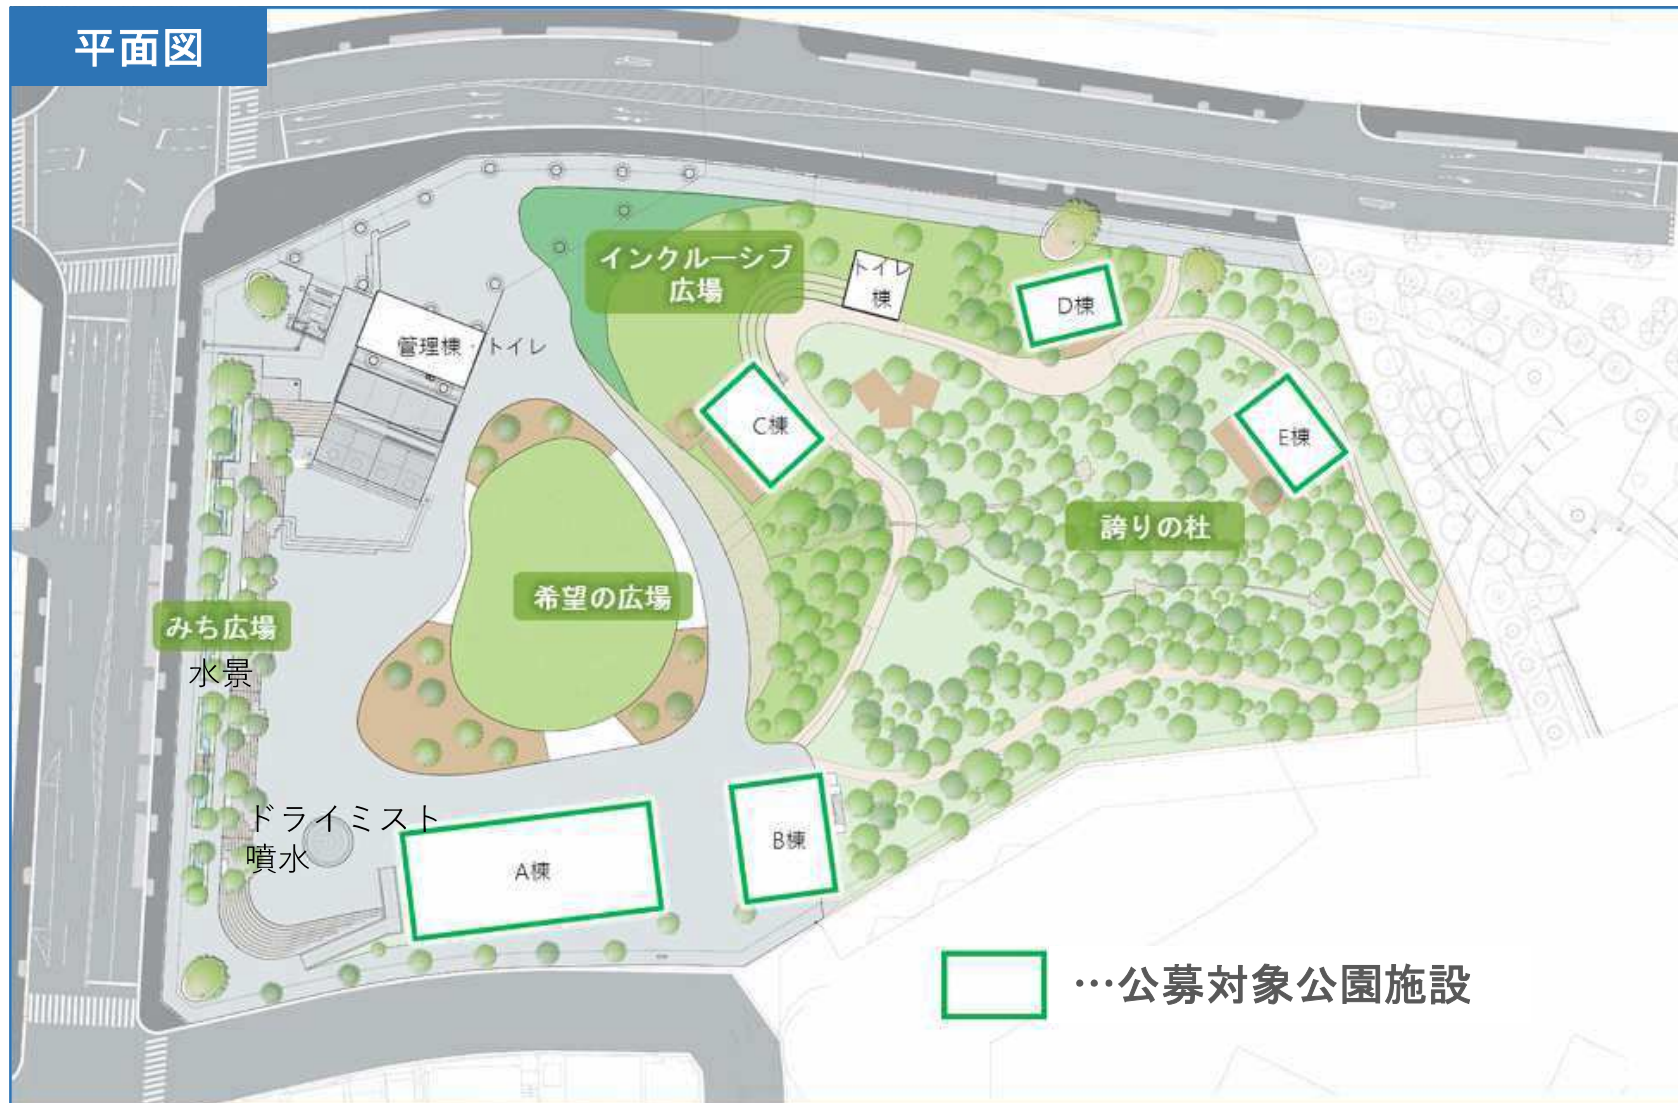 平面図
インクルーシブ
広場
トイレ
棟
D棟
管理棟・トイレ
C棟
E棟
誇りの杜
希望の広場
みち広場
水景
ドライミスト
噴水
A棟
B棟
…公募対象公園施設